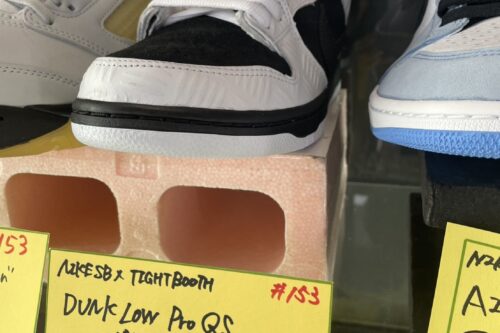 153
NIKE SB x TIGHTBOOTH
#153
DUNK LOW PRO QS